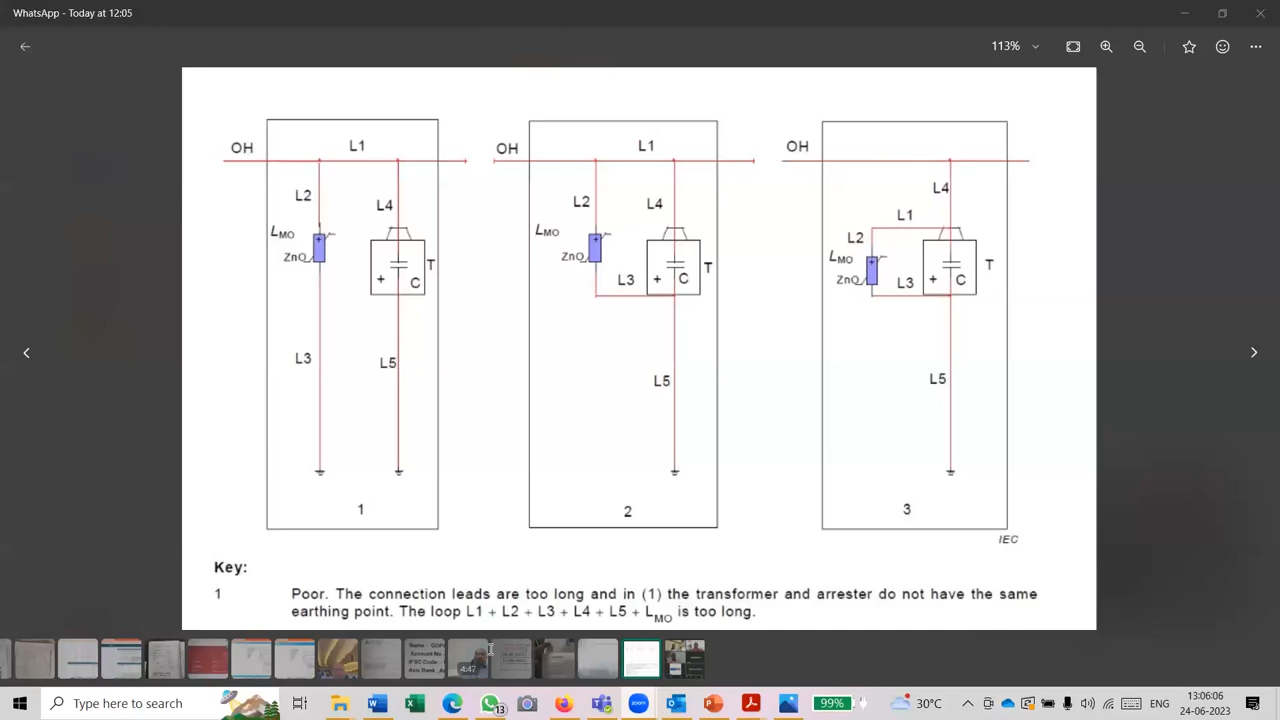 WhatsApp - Today at 12:05
113%
OH L1
L2
L4
LMO
ZnO
T
+ C
L3
L5
1
OH L1
L2
L4
LMO
ZnO
T
L3 + C
L5
2
OH
L4
L1
L2
LMO
ZnO
T
L3 + C
L5
3
IEC
Key:
1 Poor. The connection leads are too long and in (1) the transformer and arrester do not have the same
earthing point. The loop L1 + L2 + L3 + L4 + L5 + LMO is too long.
4:47
Type here to search
13
zoom
99%
30°C
ENG
13:06:06
24-06-2023